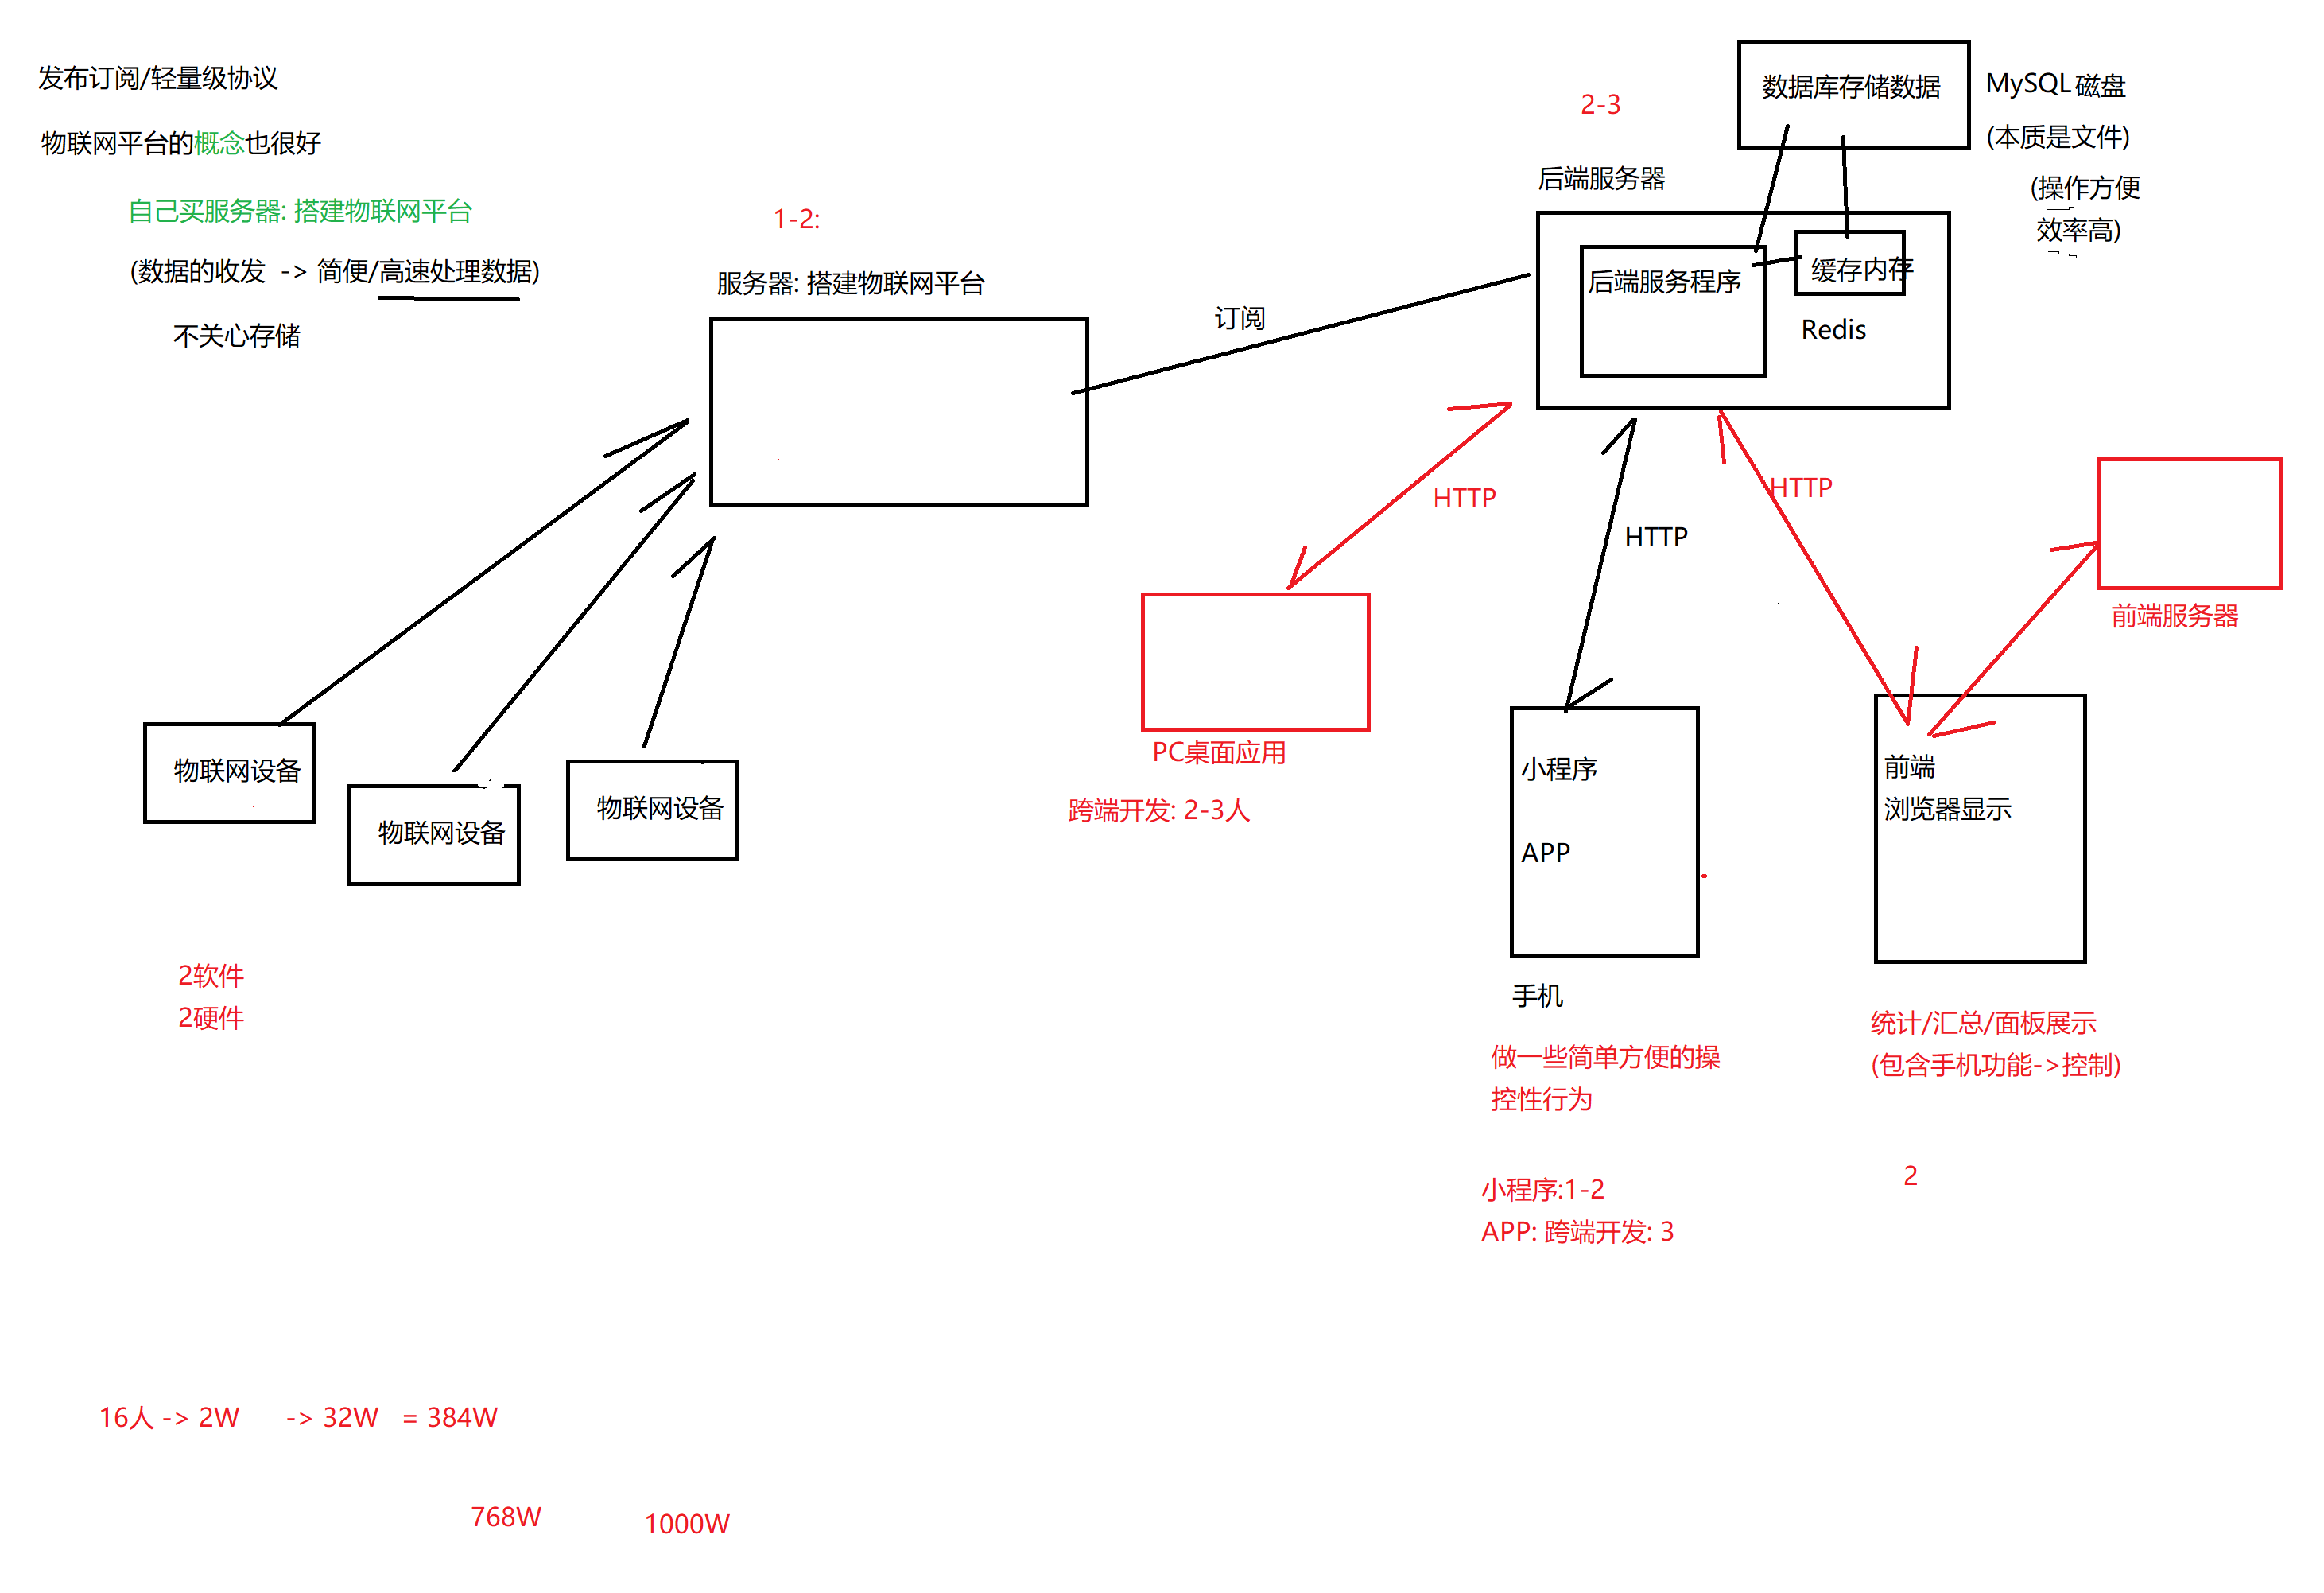 发布订阅/轻量级协议
物联网平台的概念也很好
自己买服务器: 搭建物联网平台
(数据的收发 -> 简便/高速处理数据)
不关心存储
1-2:
服务器: 搭建物联网平台
订阅
2-3
后端服务器
数据库存储数据
MySQL 磁盘
(本质是文件)
(操作方便
效率高)
后端服务程序
缓存内存
Redis
HTTP
HTTP
HTTP
前端服务器
PC桌面应用
跨端开发: 2-3人
物联网设备
物联网设备
物联网设备
小程序
APP
前端
浏览器显示
2软件
2硬件
手机
做一些简单方便的操
控性行为
小程序:1-2
APP: 跨端开发: 3
统计/汇总/面板展示
(包含手机功能->控制)
2
16人 -> 2W -> 32W = 384W
768W
1000W